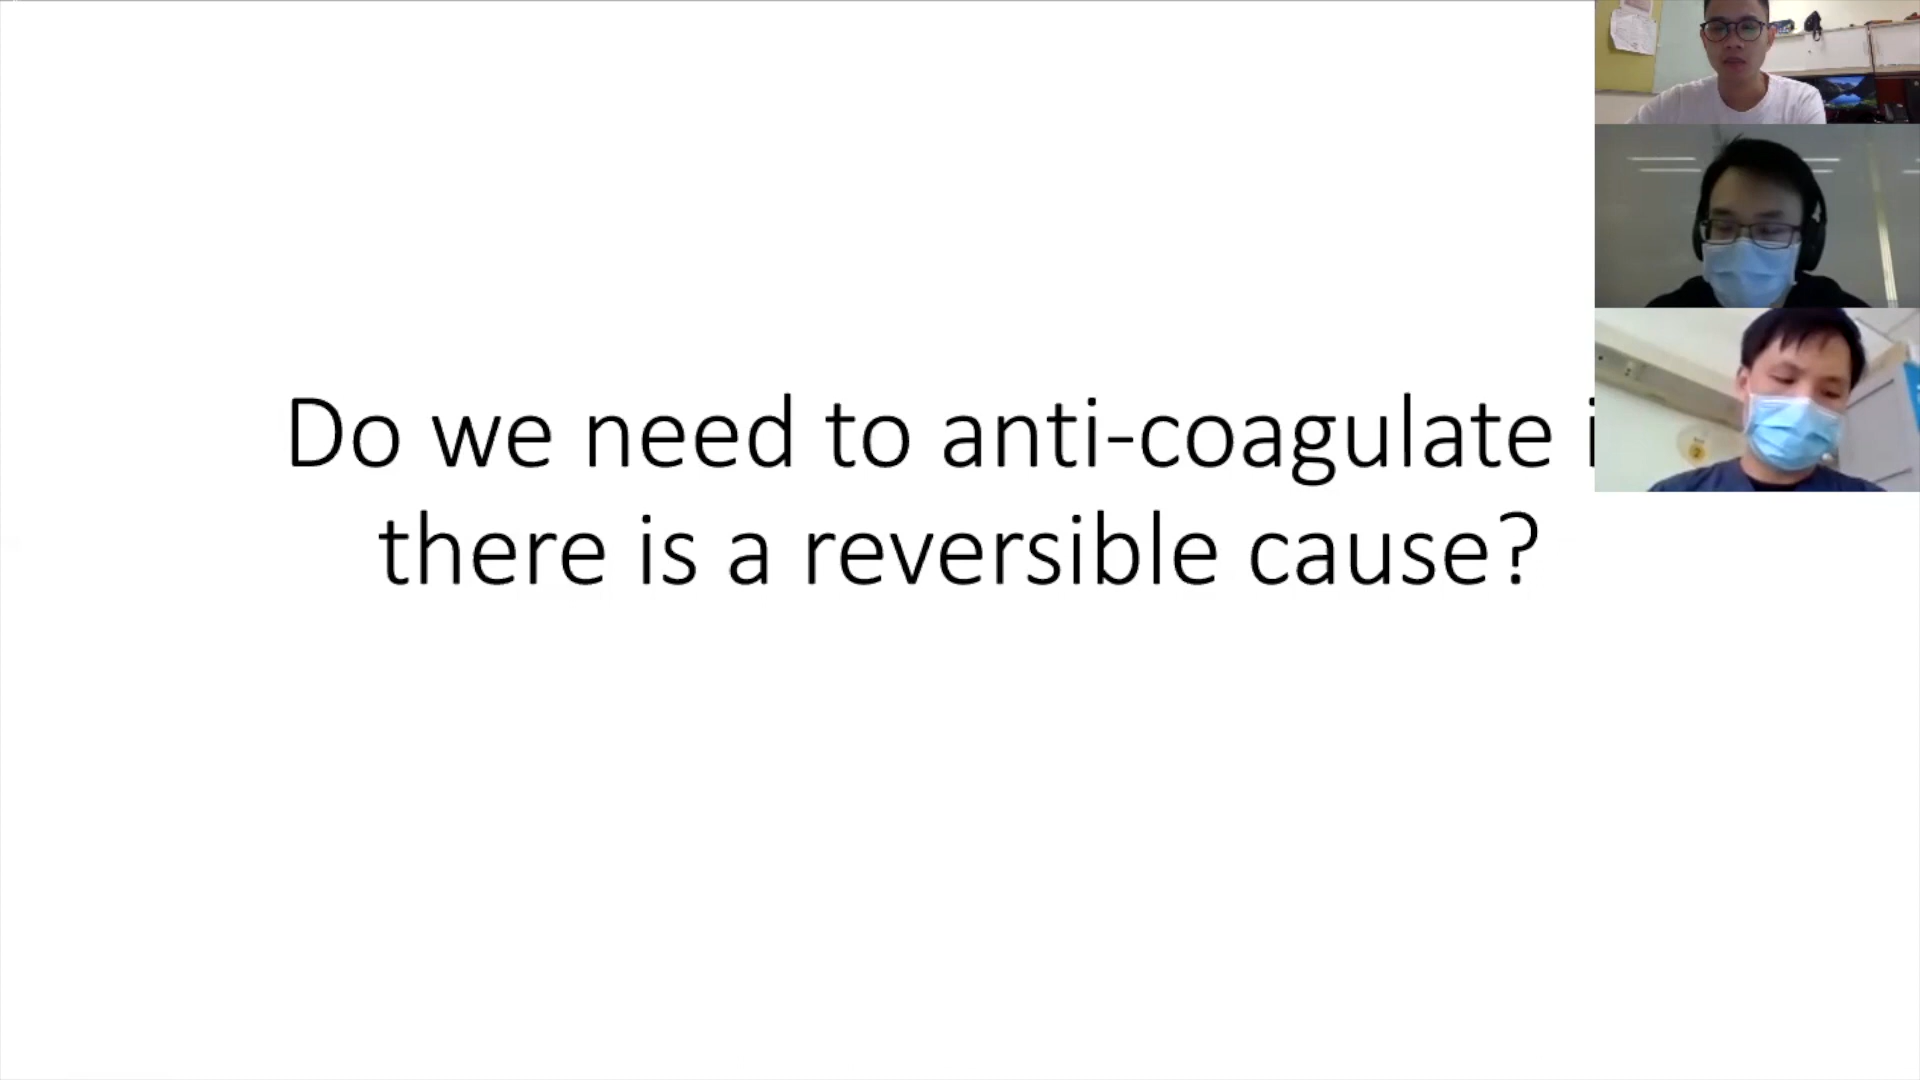 Do we need to anti-coagulate i
there is a reversible cause?